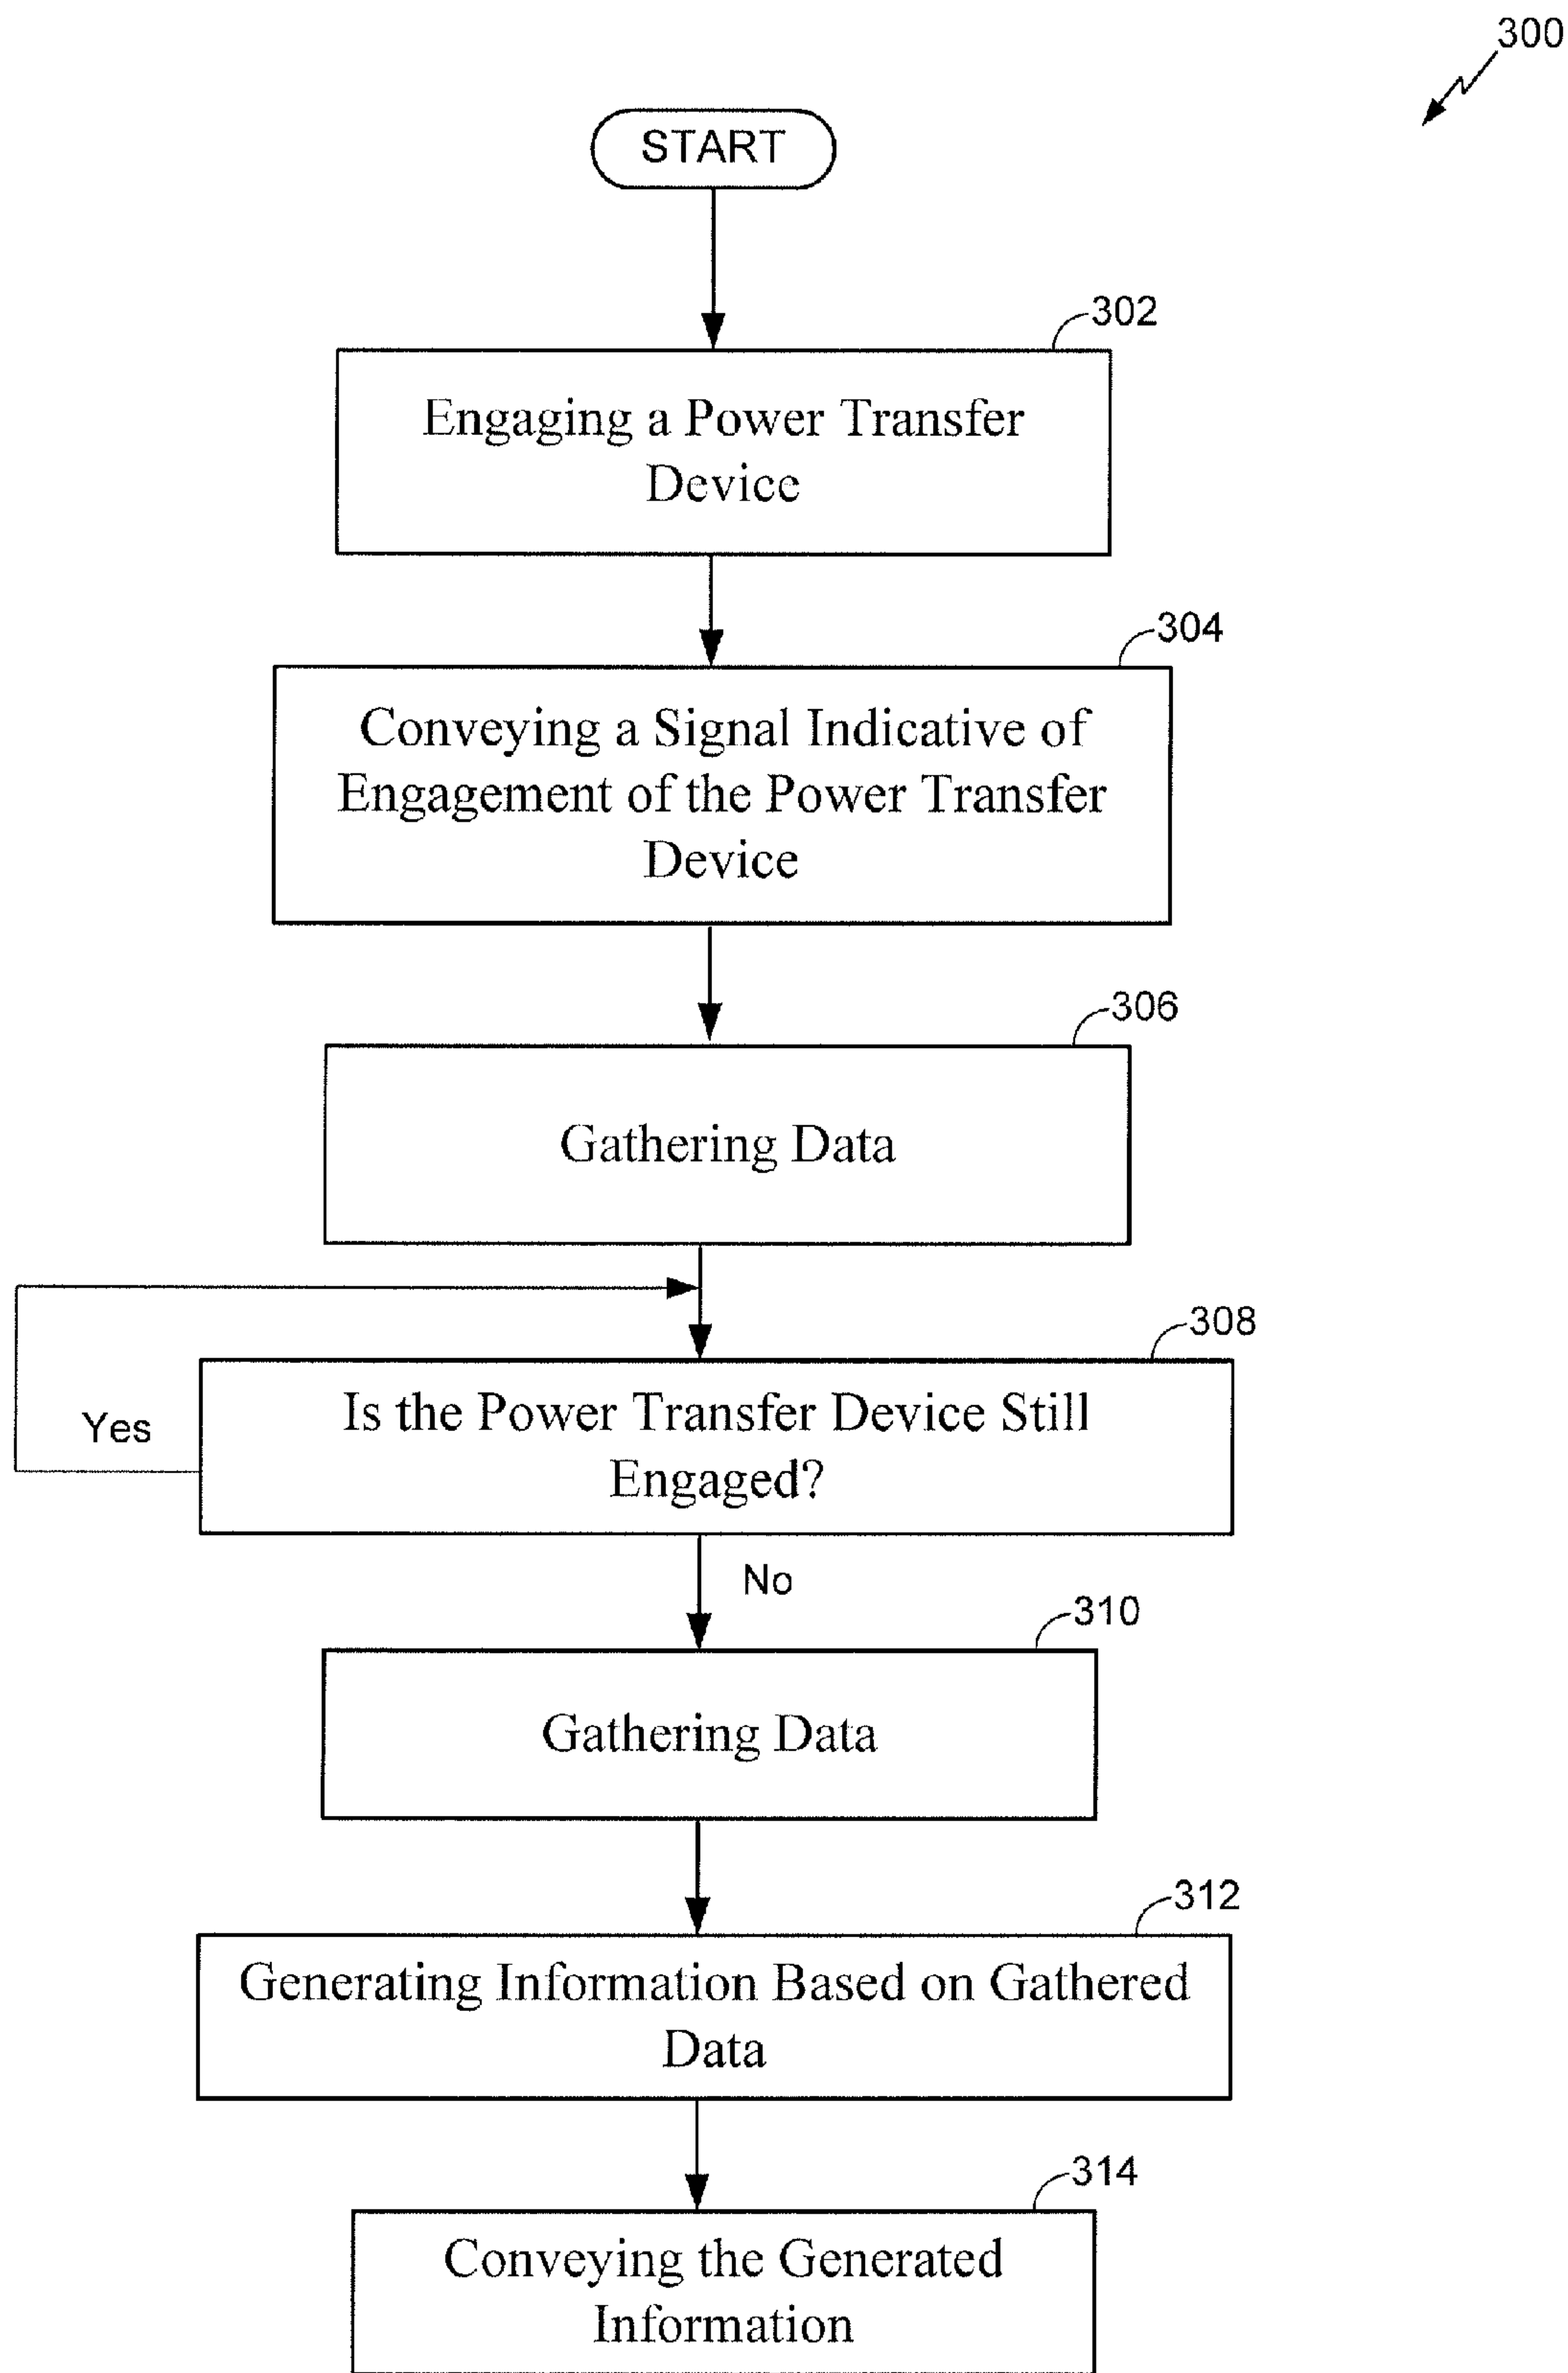 300
START
302
Engaging a Power Transfer
Device
304
Conveying a Signal Indicative of
Engagement of the Power Transfer
Device
306
Gathering Data
308
Is the Power Transfer Device Still
Engaged?
Yes
No
310
Gathering Data
312
Generating Information Based on Gathered
Data
314
Conveying the Generated
Information